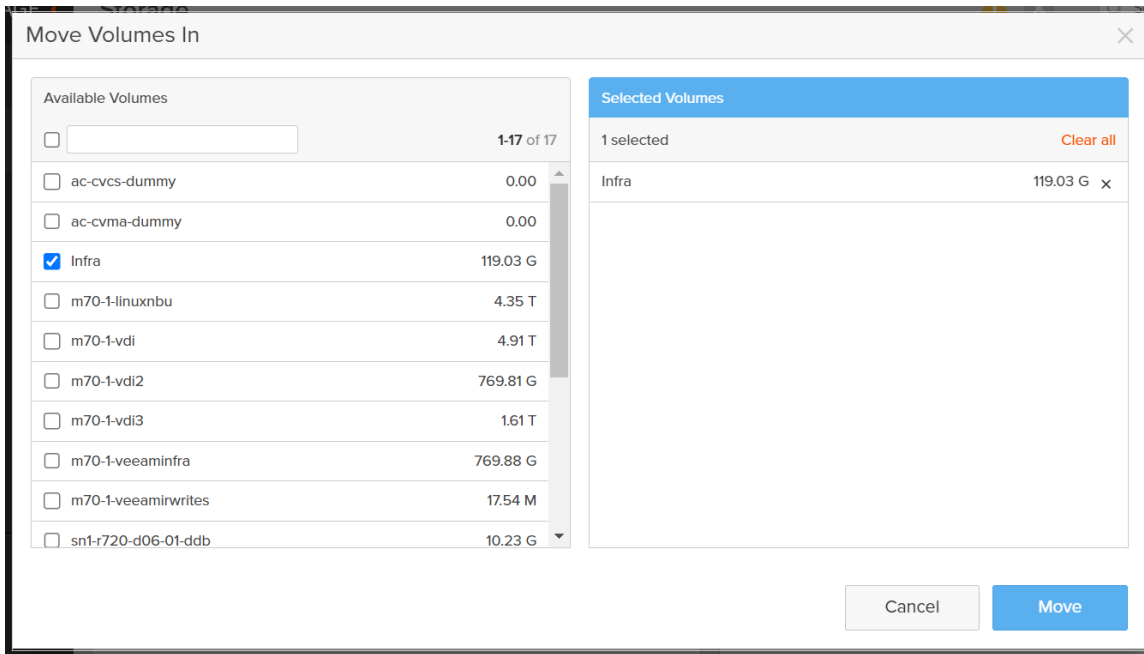 Storage
Move Volumes In
Available Volumes
1-17 of 17
ac-cvcs-dummy 0.00
ac-cvma-dummy 0.00
Infra 119.03 G
m70-1-linuxnbu 4.35 T
m70-1-vdi 4.91 T
m70-1-vdi2 769.81 G
m70-1-vdi3 1.61 T
m70-1-veeaminfra 769.88 G
m70-1-veeamirwrites 17.54 M
sn1-r720-d06-01-ddb 10.23 G
Selected Volumes
1 selected Clear all
Infra 119.03 G
Cancel Move